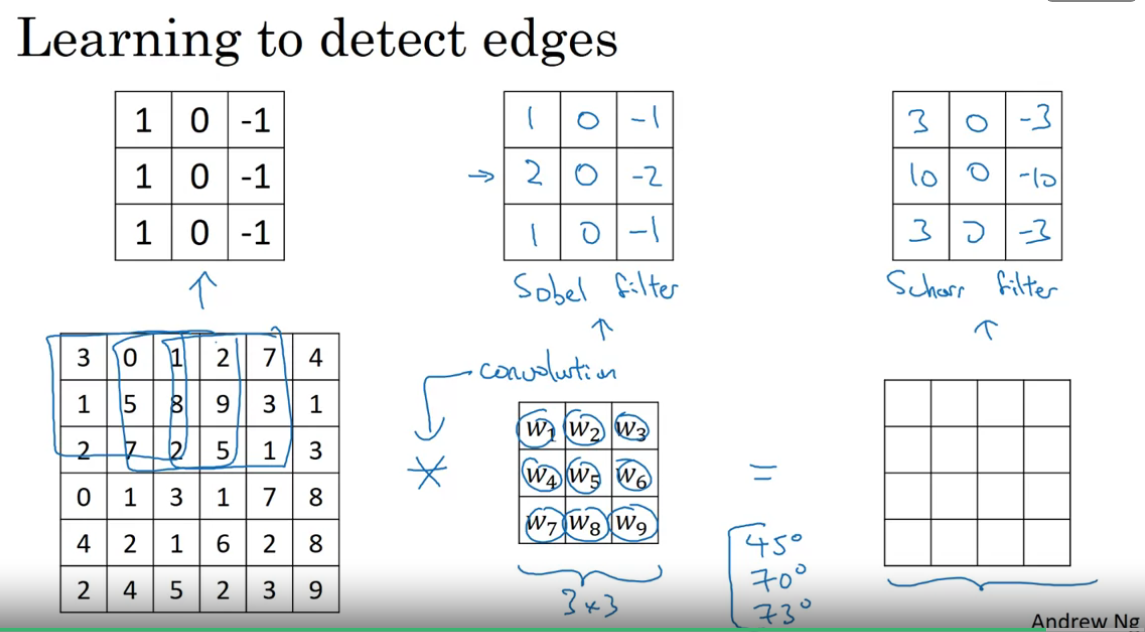 Learning to detect edges
1 0 -1
1 0 -1
1 0 -1
1 0 -1
→ 2 0 -2
1 0 -1
Sobel filter
3 0 -3
10 0 -10
3 0 -3
Scharr filter
3 0 1 2 7 4
1 5 8 9 3 1
2 7 2 5 1 3
0 1 3 1 7 8
4 2 1 6 2 8
2 4 5 2 3 9
convolution
*
w1 w2 w3
w4 w5 w6
w7 w8 w9
3×3
=
45°
70°
73°
Andrew Ng